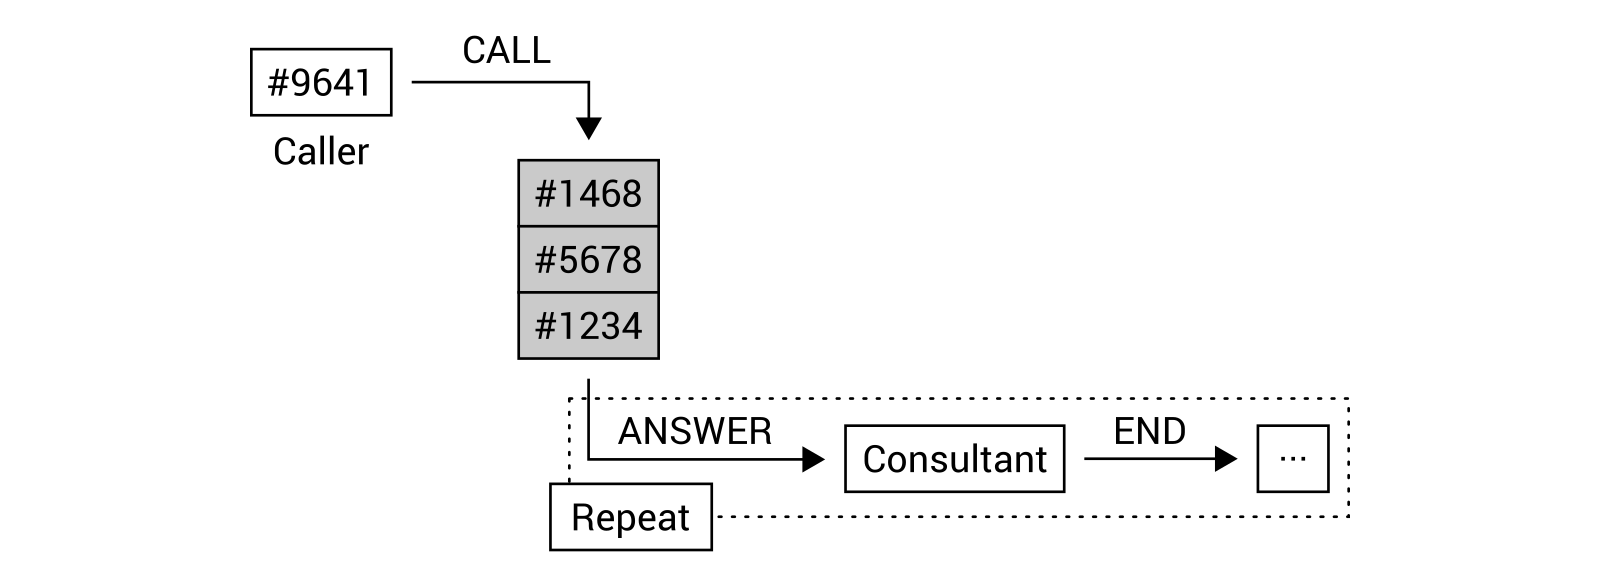 CALL
#9641
Caller
#1468
#5678
#1234
ANSWER
END
Consultant
...
Repeat